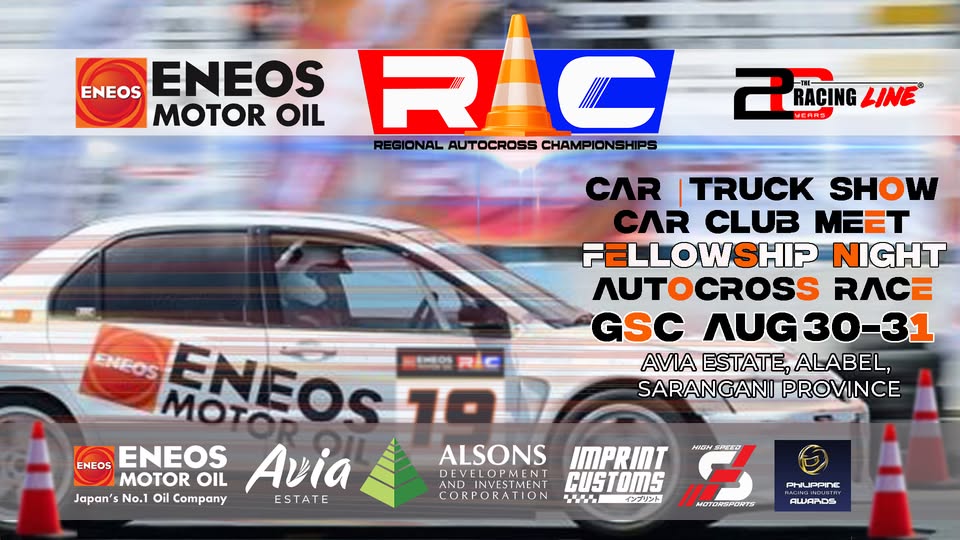 ENEOS
ENEOS
MOTOR OIL
RAC
REGIONAL AUTOCROSS CHAMPIONSHIPS
20
THE
RACING LINE®
YEARS
CAR | TRUCK SHOW
CAR CLUB MEET
FELLOWSHIP NIGHT
AUTOCROSS RACE
GSC AUG 30-31
AVIA ESTATE, ALABEL,
SARANGANI PROVINCE
ENEOS
ENEOS
MOTOR OIL
ENEOS
MOTOR OIL
RAC
19
ENEOS
ENEOS
MOTOR OIL
Japan's No.1 Oil Company
Avia
ESTATE
ALSONS
DEVELOPMENT
AND INVESTMENT
CORPORATION
IMPRINT
CUSTOMS
インプリント
HIGH SPEED
MOTORSPORTS
PHILIPPINE
RACING INDUSTRY
AWARDS